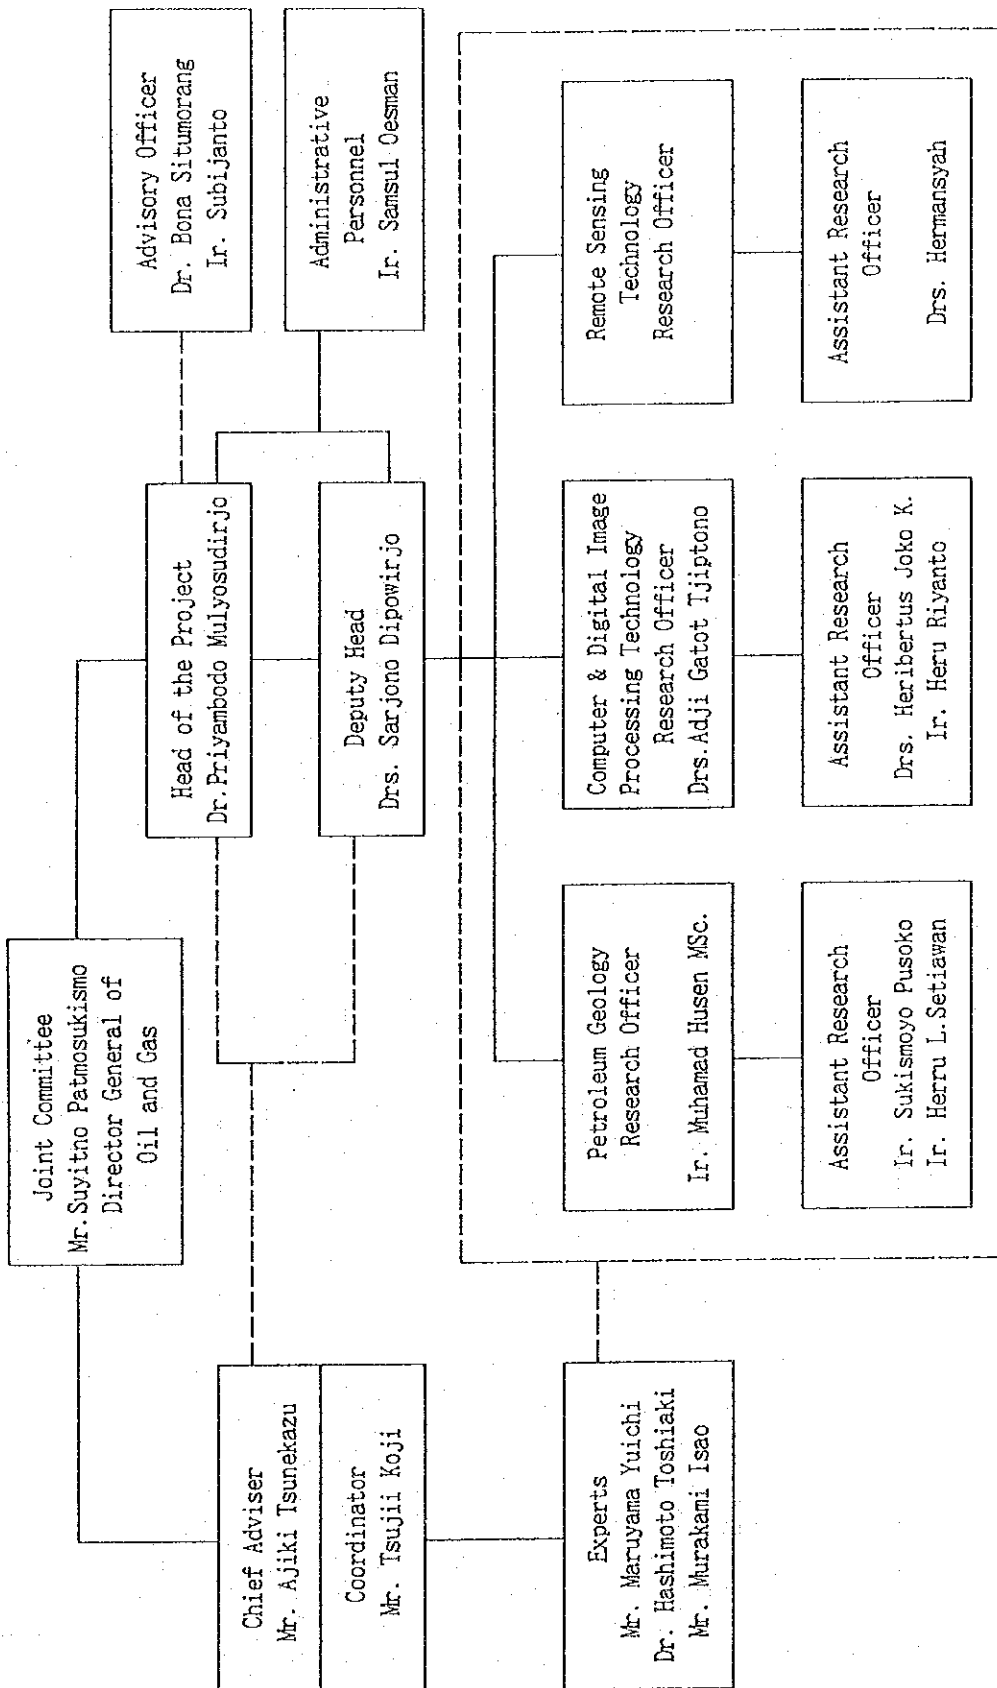 Joint Committee
Mr.Suyitno Patmosukismo
Director General of
Oil and Gas
Chief Adviser
Mr. Ajiki Tsunekazu
Coordinator
Mr. Tsujii Koji
Head of the Project
Dr.Priyambodo Mulyosudirjo
Advisory Officer
Dr. Bona Situmorang
Ir. Subijanto
Deputy Head
Drs. Sarjono Dipowirjo
Administrative
Personnel
Ir. Samsul Oesman
Experts
Mr. Maruyama Yuichi
Dr. Hashimoto Toshiaki
Mr. Murakami Isao
Petroleum Geology
Research Officer
Ir. Muhamad Husen MSc.
Computer & Digital Image
Processing Technology
Research Officer
Drs.Adji Gatot Tjiptono
Remote Sensing
Technology
Research Officer
Assistant Research
Officer
Ir. Sukismoyo Pusoko
Ir. Herru L.Setiawan
Assistant Research
Officer
Drs. Heribertus Joko K.
Ir. Heru Riyanto
Assistant Research
Officer
Drs. Hermansyah